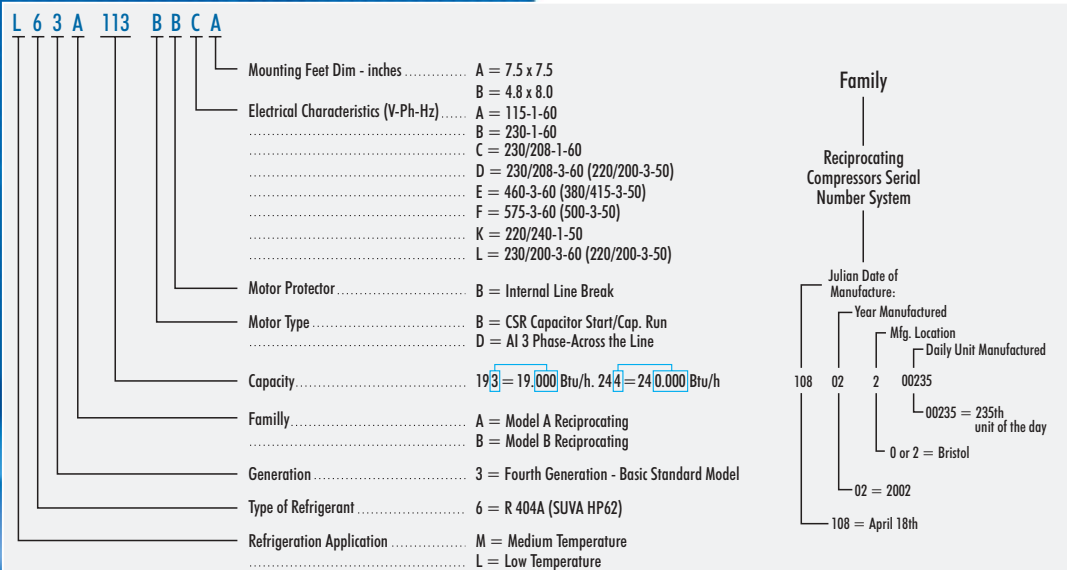 L 6 3 A 113 B B C A
Mounting Feet Dim - inches .............. A = 7.5 x 7.5
B = 4.8 x 8.0
Electrical Characteristics (V-Ph-Hz) ...... A = 115-1-60
.............. B = 230-1-60
.............. C = 230/208-1-60
.............. D = 230/208-3-60 (220/200-3-50)
.............. E = 460-3-60 (380/415-3-50)
.............. F = 575-3-60 (500-3-50)
.............. K = 220/240-1-50
.............. L = 230/200-3-60 (220/200-3-50)
Motor Protector .............. B = Internal Line Break
Motor Type .............. B = CSR Capacitor Start/Cap. Run
.............. D = AI 3 Phase-Across the Line
Capacity .............. 193 = 19.000 Btu/h. 244 = 240.000 Btu/h
Familly .............. A = Model A Reciprocating
.............. B = Model B Reciprocating
Generation .............. 3 = Fourth Generation - Basic Standard Model
Type of Refrigerant .............. 6 = R 404A (SUVA HP62)
Refrigeration Application .............. M = Medium Temperature
.............. L = Low Temperature
Family
Reciprocating
Compressors Serial
Number System
Julian Date of
Manufacture:
Year Manufactured
Mfg. Location
Daily Unit Manufactured
108 02 2 00235
00235 = 235th
unit of the day
0 or 2 = Bristol
02 = 2002
108 = April 18th